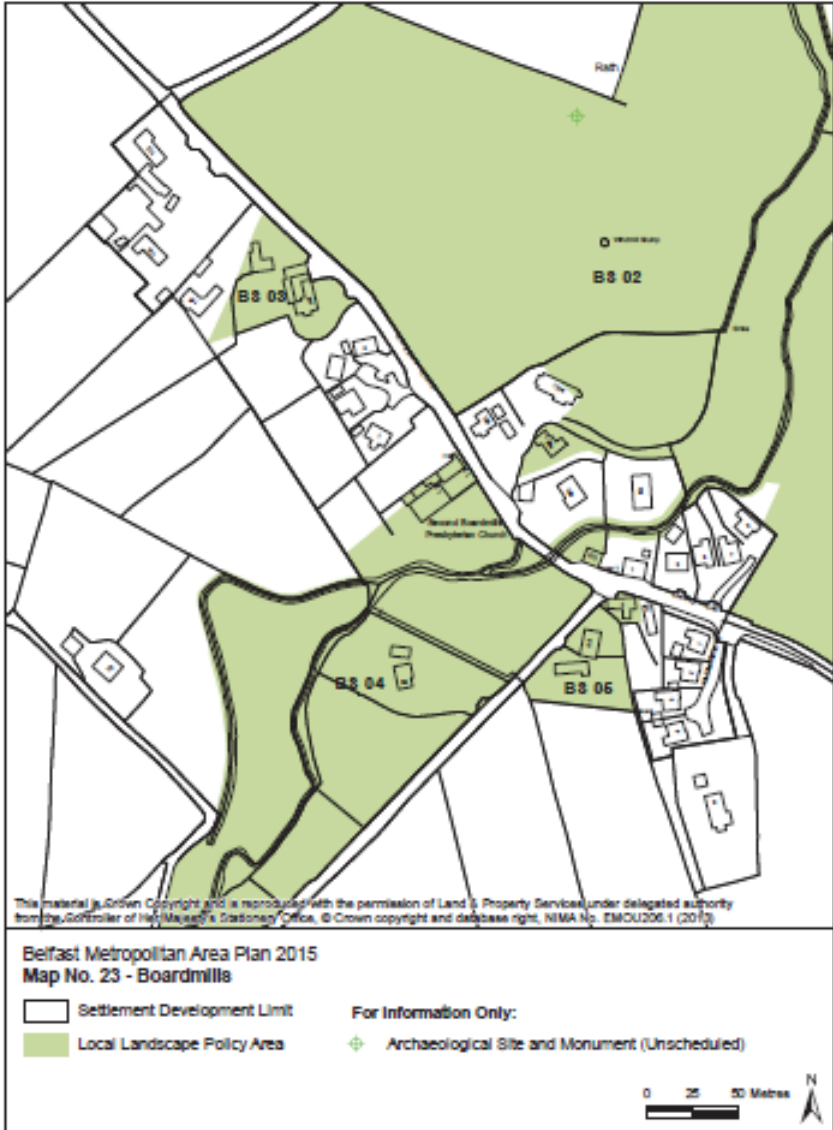 Rath
BS 02
BS 03
Second Boardmills
Presbyterian Church
BS 04
BS 05
This material is Crown Copyright and is reproduced with the permission of Land & Property Services under delegated authority
from the Controller of Her Majesty's Stationery Office, © Crown copyright and database right, NIMA No. EMOU206.1 (2013)
Belfast Metropolitan Area Plan 2015
Map No. 23 - Boardmills
Settlement Development Limit
For Information Only:
Local Landscape Policy Area
Archaeological Site and Monument (Unscheduled)
N
0 25 50 Metres